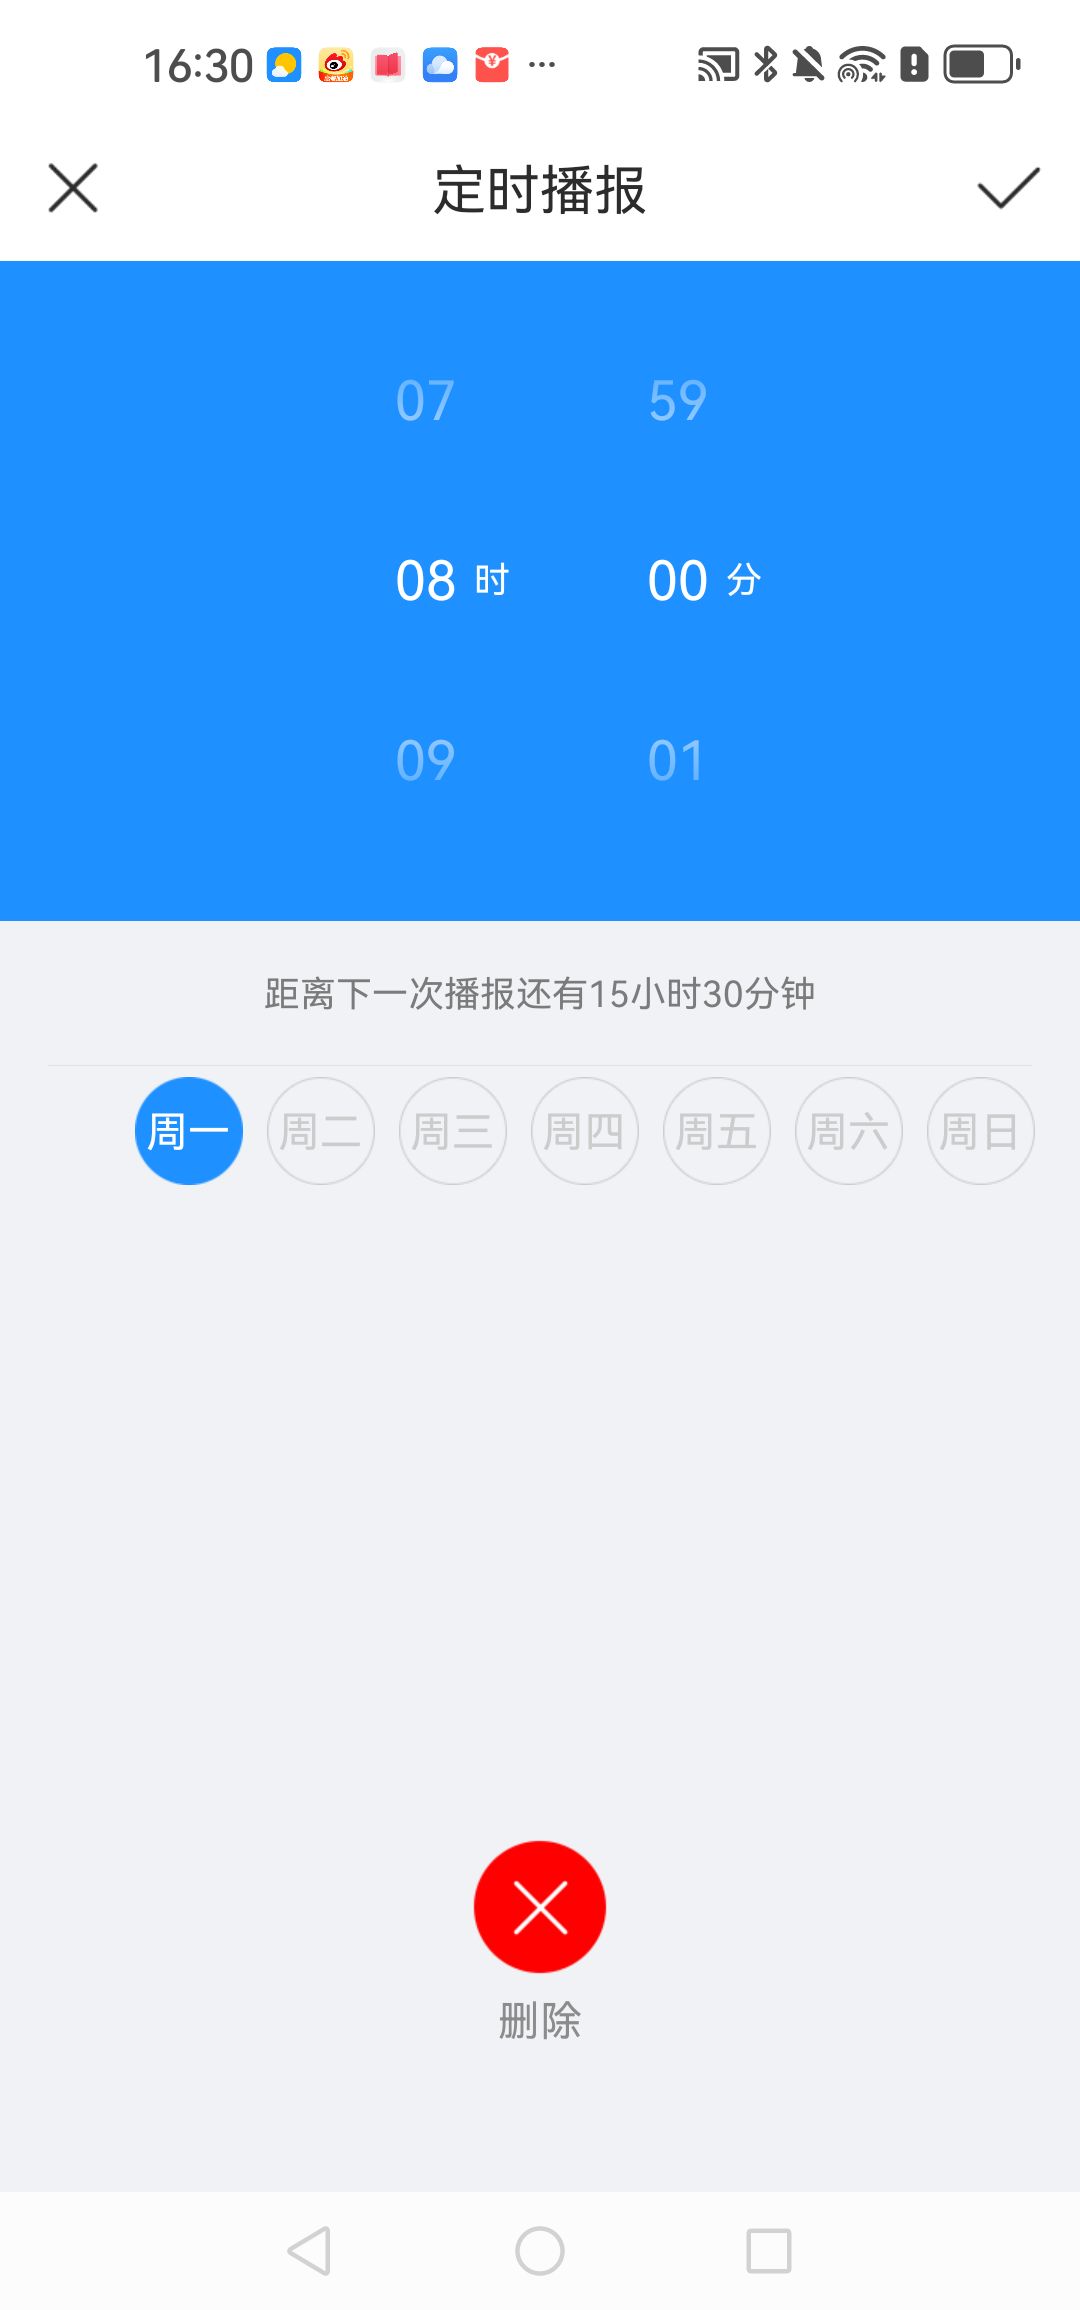 16:30
定时播报
07 59
08 时 00 分
09 01
距离下一次播报还有15小时30分钟
周一 周二 周三 周四 周五 周六 周日
删除